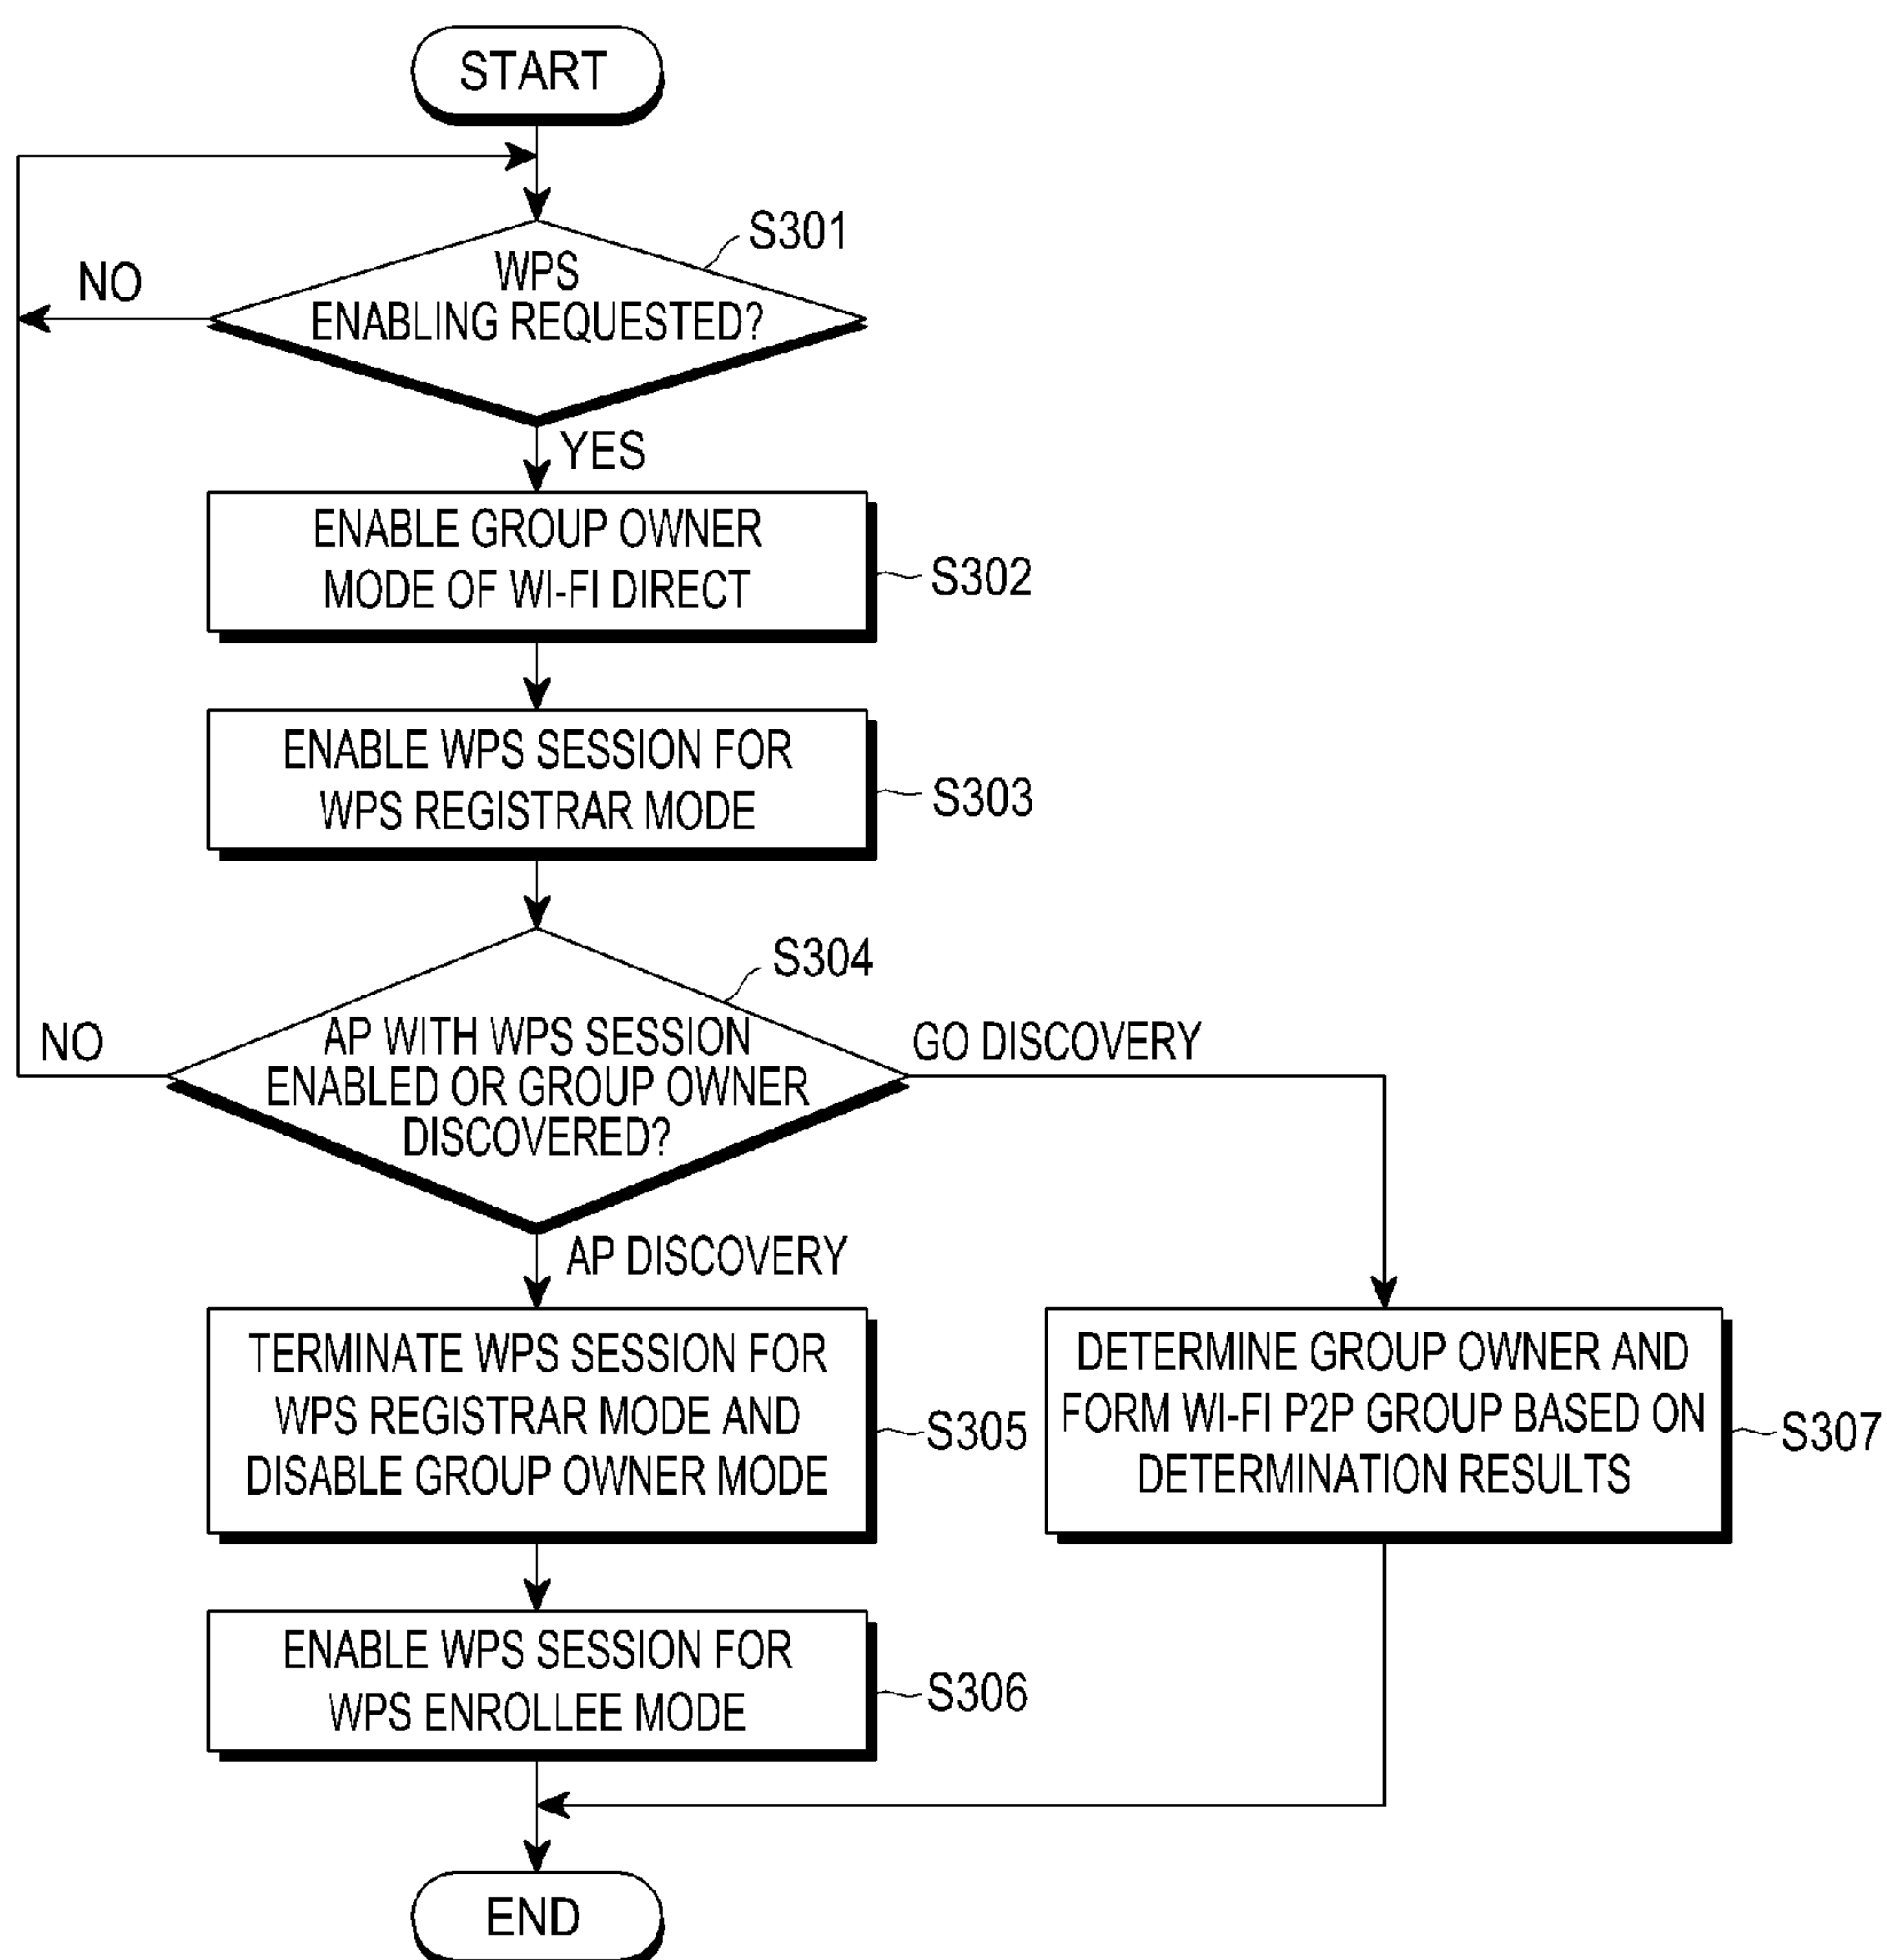 START
S301
NO
WPS
ENABLING REQUESTED?
YES
ENABLE GROUP OWNER
MODE OF WI-FI DIRECT
S302
ENABLE WPS SESSION FOR
WPS REGISTRAR MODE
S303
S304
NO
AP WITH WPS SESSION
ENABLED OR GROUP OWNER
DISCOVERED?
GO DISCOVERY
AP DISCOVERY
TERMINATE WPS SESSION FOR
WPS REGISTRAR MODE AND
DISABLE GROUP OWNER MODE
S305
DETERMINE GROUP OWNER AND
FORM WI-FI P2P GROUP BASED ON
DETERMINATION RESULTS
S307
ENABLE WPS SESSION FOR
WPS ENROLLEE MODE
S306
END